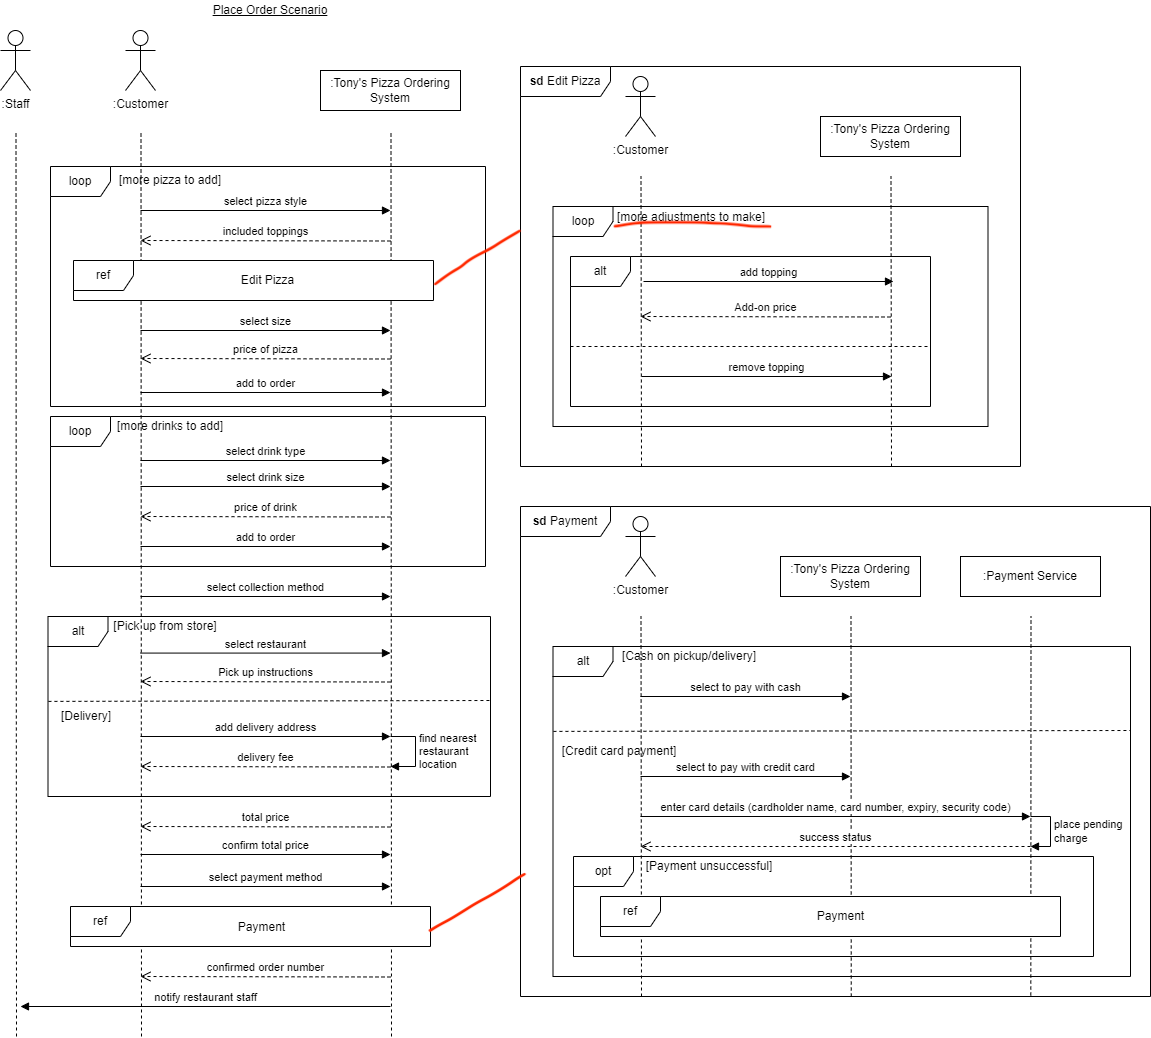 Place Order Scenario
:Staff
:Customer
:Tony's Pizza Ordering
System
loop
[more pizza to add]
select pizza style
included toppings
ref
Edit Pizza
select size
price of pizza
add to order
loop
[more drinks to add]
select drink type
select drink size
price of drink
add to order
select collection method
alt
[Pick up from store]
select restaurant
Pick up instructions
[Delivery]
add delivery address
find nearest
restaurant
location
delivery fee
total price
confirm total price
select payment method
ref
Payment
confirmed order number
notify restaurant staff
sd Edit Pizza
:Customer
:Tony's Pizza Ordering
System
loop
[more adjustments to make]
alt
add topping
Add-on price
remove topping
sd Payment
:Customer
:Tony's Pizza Ordering
System
:Payment Service
alt
[Cash on pickup/delivery]
select to pay with cash
[Credit card payment]
select to pay with credit card
enter card details (cardholder name, card number, expiry, security code)
place pending
charge
success status
opt
[Payment unsuccessful]
ref
Payment